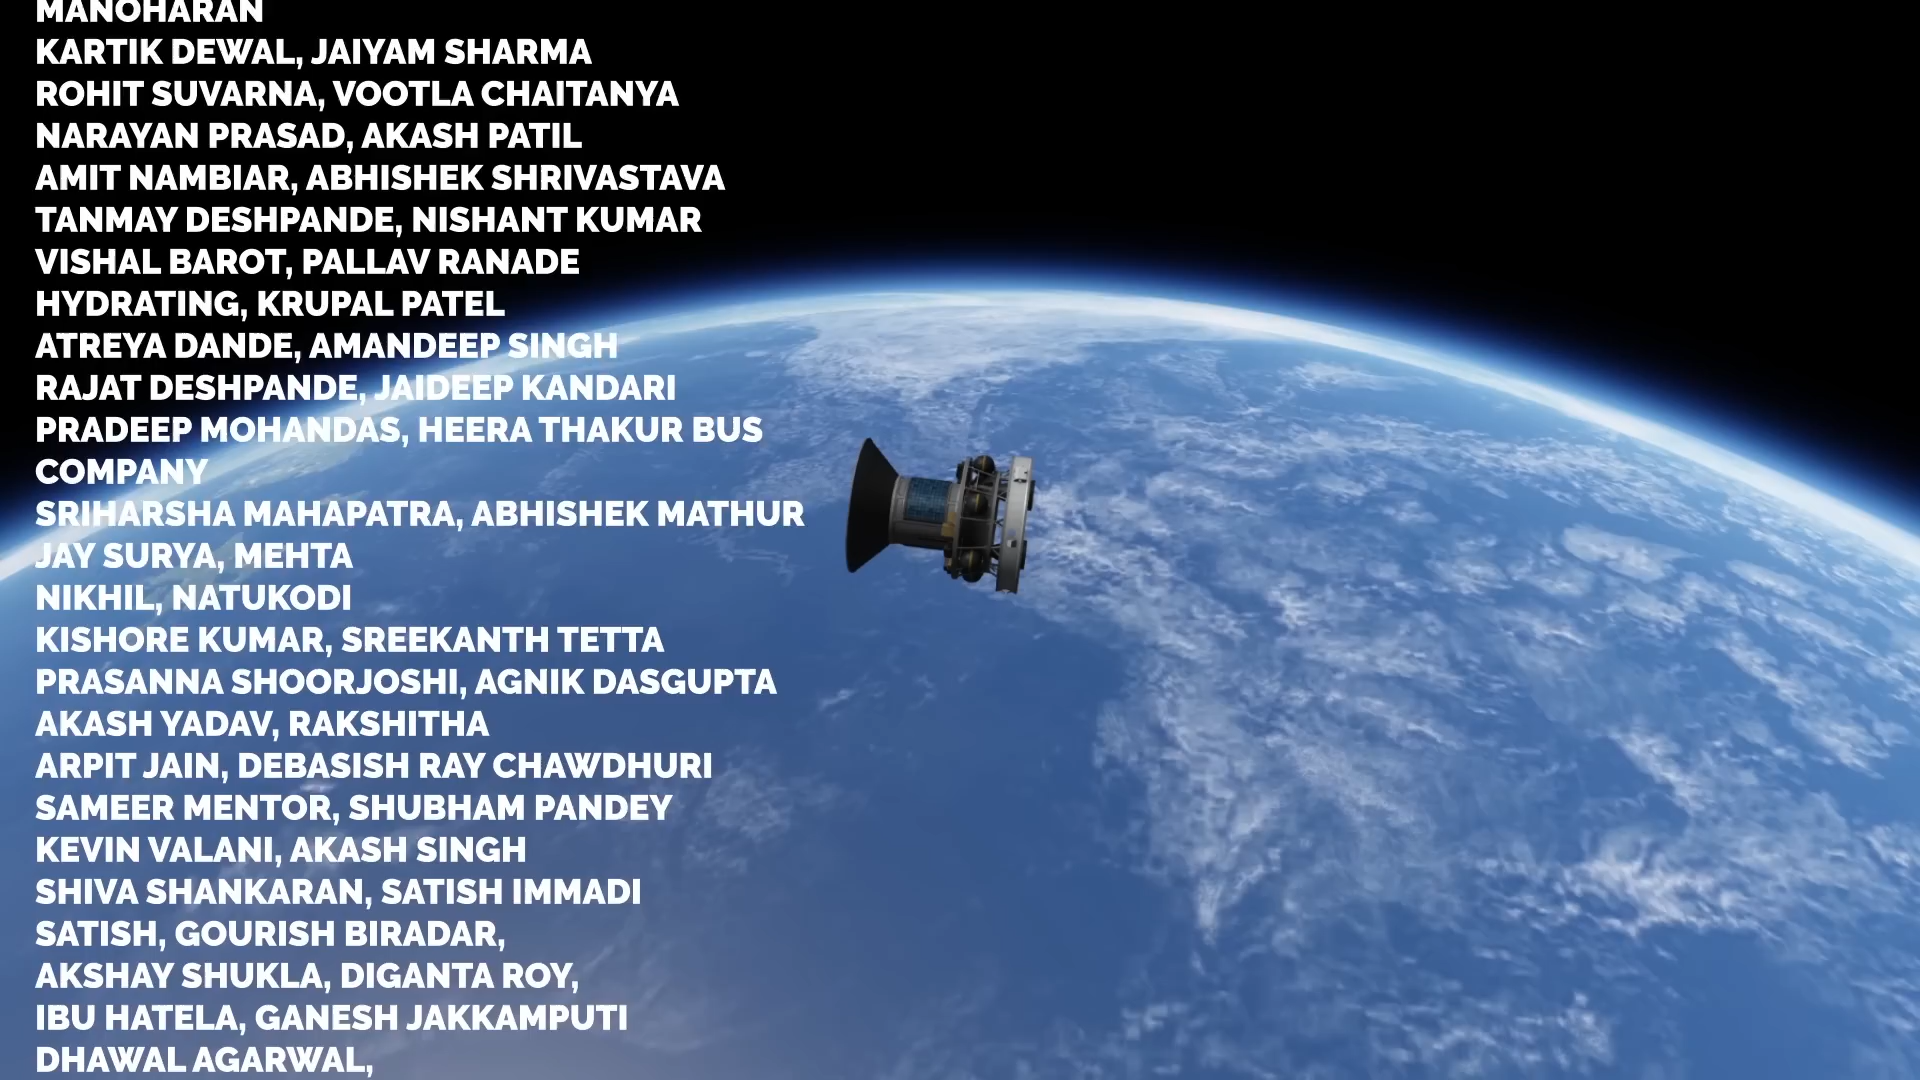 MANOHARAN
KARTIK DEWAL, JAIYAM SHARMA
ROHIT SUVARNA, VOOTLA CHAITANYA
NARAYAN PRASAD, AKASH PATIL
AMIT NAMBIAR, ABHISHEK SHRIVASTAVA
TANMAY DESHPANDE, NISHANT KUMAR
VISHAL BAROT, PALLAV RANADE
HYDRATING, KRUPAL PATEL
ATREYA DANDE, AMANDEEP SINGH
RAJAT DESHPANDE, JAIDEEP KANDARI
PRADEEP MOHANDAS, HEERA THAKUR BUS
COMPANY
SRIHARSHA MAHAPATRA, ABHISHEK MATHUR
JAY SURYA, MEHTA
NIKHIL, NATUKODI
KISHORE KUMAR, SREEKANTH TETTA
PRASANNA SHOORJOSHI, AGNIK DASGUPTA
AKASH YADAV, RAKSHITHA
ARPIT JAIN, DEBASISH RAY CHAWDHURI
SAMEER MENTOR, SHUBHAM PANDEY
KEVIN VALANI, AKASH SINGH
SHIVA SHANKARAN, SATISH IMMADI
SATISH, GOURISH BIRADAR,
AKSHAY SHUKLA, DIGANTA ROY,
IBU HATELA, GANESH JAKKAMPUTI
DHAWAL AGARWAL,